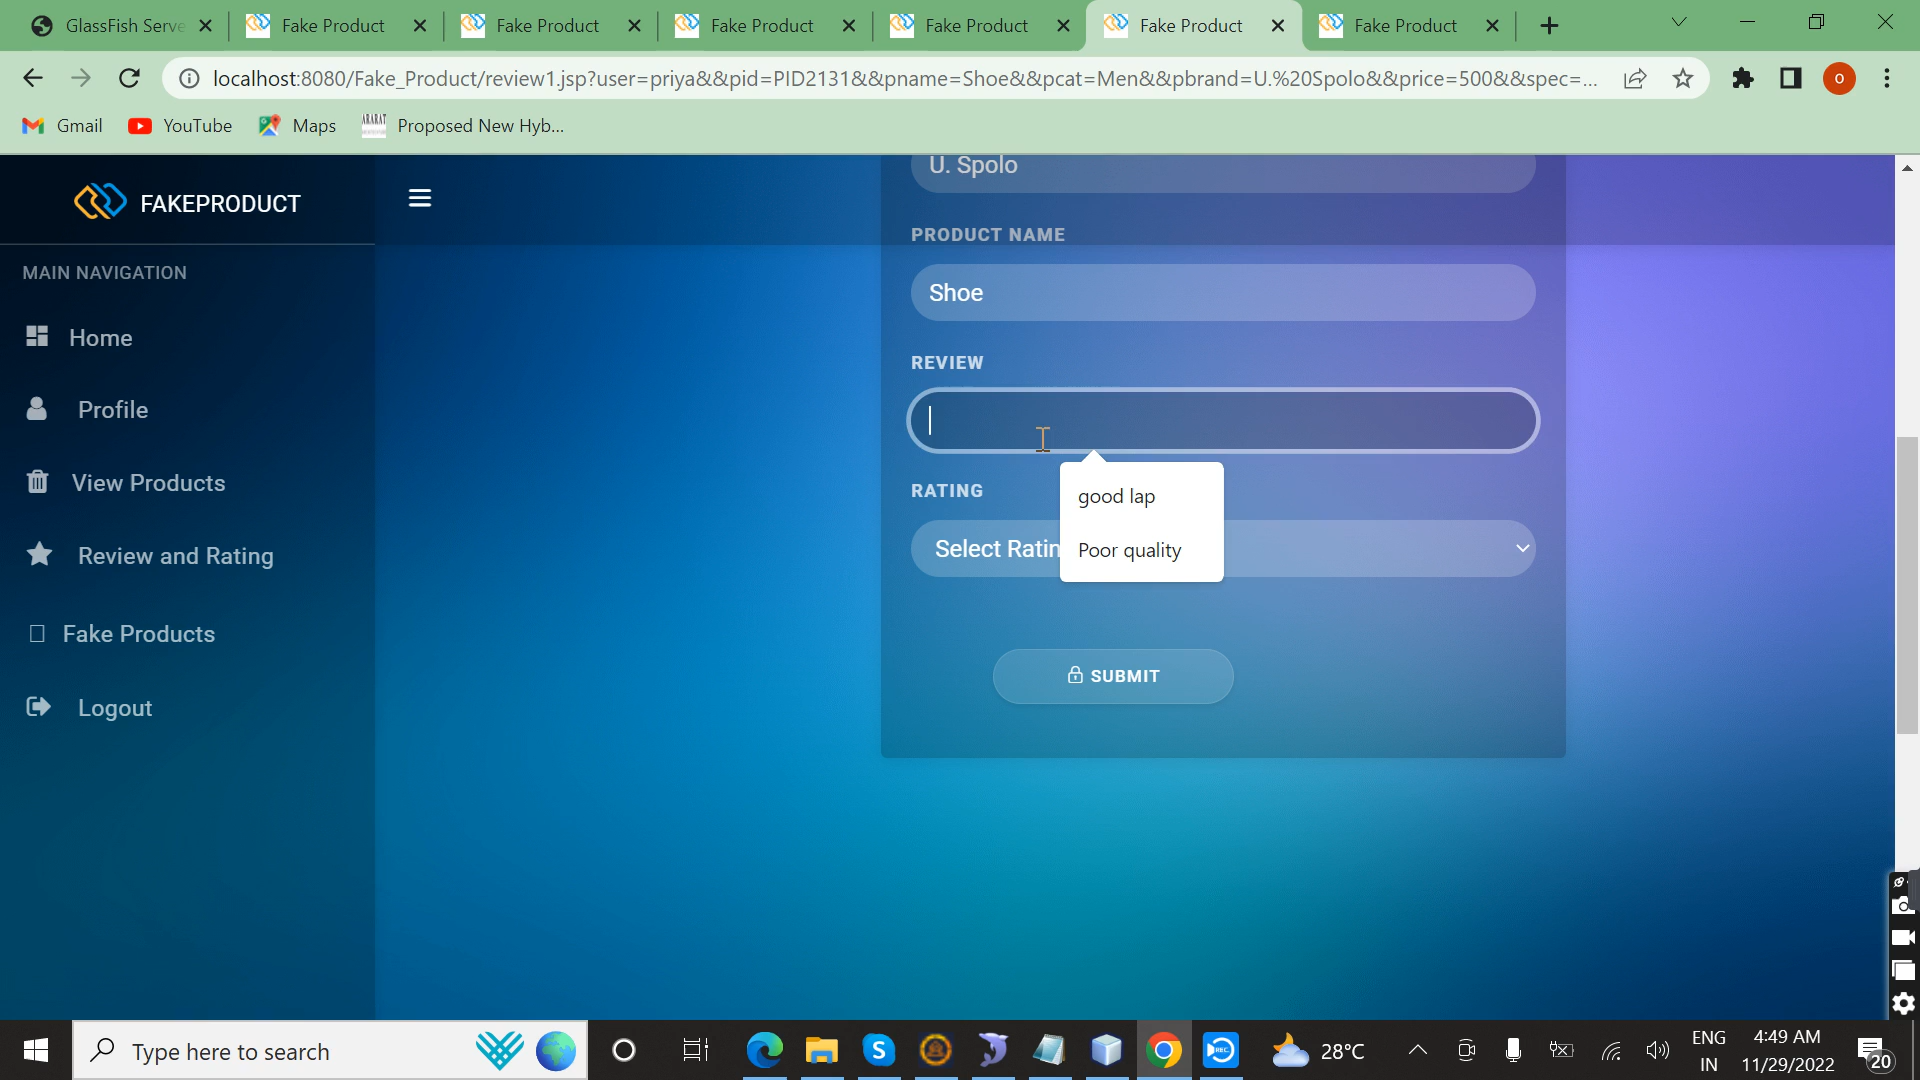 GlassFish Serve
Fake Product
Fake Product
Fake Product
Fake Product
Fake Product
Fake Product
localhost:8080/Fake_Product/review1.jsp?user=priya&&pid=PID2131&&pname=Shoe&&pcat=Men&&pbrand=U.%20Spolo&&price=500&&spec=...
O
Gmail
YouTube
Maps
ARARAT
Proposed New Hyb...
FAKEPRODUCT
MAIN NAVIGATION
Home
Profile
View Products
Review and Rating
Fake Products
Logout
U. Spolo
PRODUCT NAME
Shoe
REVIEW
good lap
Poor quality
RATING
Select Ratin
SUBMIT
Type here to search
S
REC
28°C
ENG
IN
4:49 AM
11/29/2022
20